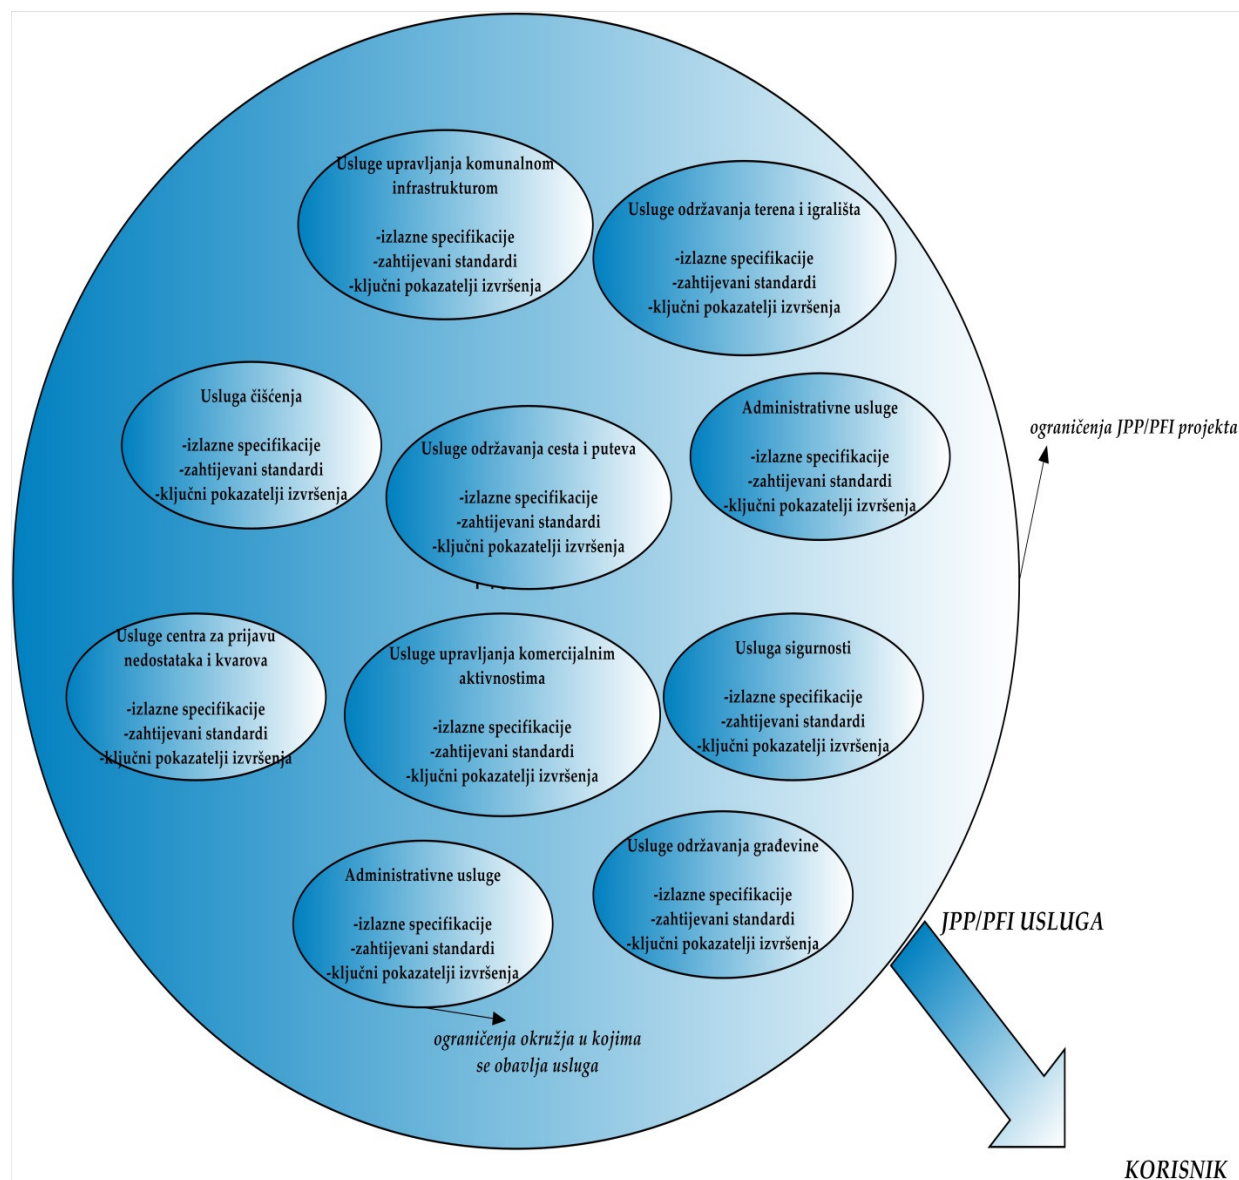 Usluge upravljanja komunalnom
infrastrukturom
-izlazne specifikacije
-zahtijevani standardi
-ključni pokazatelji izvršenja
Usluge održavanja terena i igrališta
-izlazne specifikacije
-zahtijevani standardi
-ključni pokazatelji izvršenja
Usluga čišćenja
-izlazne specifikacije
-zahtijevani standardi
-ključni pokazatelji izvršenja
Usluge održavanja cesta i puteva
-izlazne specifikacije
-zahtijevani standardi
-ključni pokazatelji izvršenja
Administrativne usluge
-izlazne specifikacije
-zahtijevani standardi
-ključni pokazatelji izvršenja
ograničenja JPP/PFI projekta
Usluge centra za prijavu
nedostataka i kvarova
-izlazne specifikacije
-zahtijevani standardi
-ključni pokazatelji izvršenja
Usluge upravljanja komercijalnim
aktivnostima
-izlazne specifikacije
-zahtijevani standardi
-ključni pokazatelji izvršenja
Usluga sigurnosti
-izlazne specifikacije
-zahtijevani standardi
-ključni pokazatelji izvršenja
Administrativne usluge
-izlazne specifikacije
-zahtijevani standardi
-ključni pokazatelji izvršenja
Usluge održavanja građevine
-izlazne specifikacije
-zahtijevani standardi
-ključni pokazatelji izvršenja
ograničenja okružja u kojima
se obavlja usluga
JPP/PFI USLUGA
KORISNIK